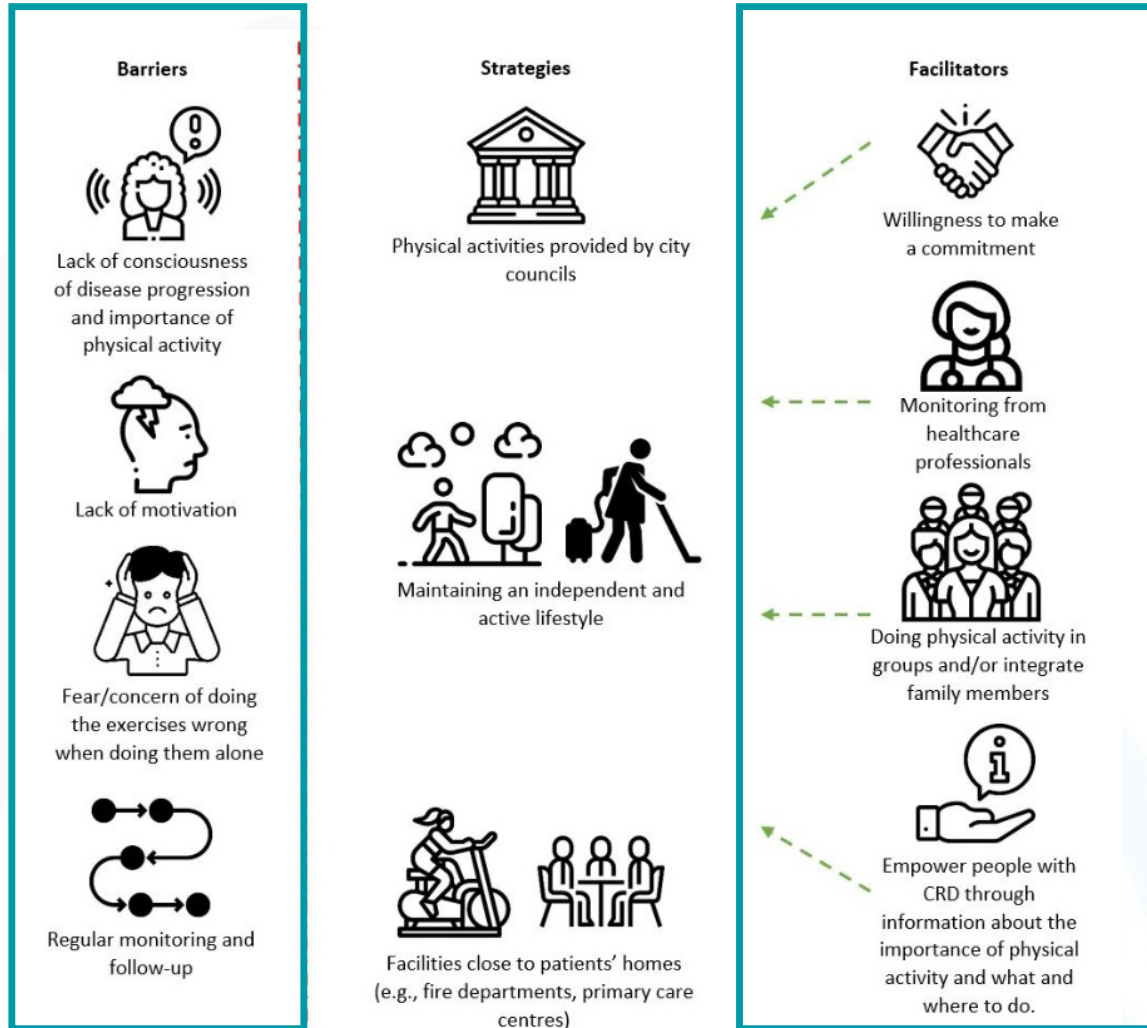 Barriers
Lack of consciousness
of disease progression
and importance of
physical activity
Lack of motivation
Fear/concern of doing
the exercises wrong
when doing them alone
Regular monitoring and
follow-up
Strategies
Physical activities provided by city
councils
Maintaining an independent and
active lifestyle
Facilities close to patients’ homes
(e.g., fire departments, primary care
centres)
Facilitators
Willingness to make
a commitment
Monitoring from
healthcare
professionals
Doing physical activity in
groups and/or integrate
family members
i
Empower people with
CRD through
information about the
importance of physical
activity and what and
where to do.